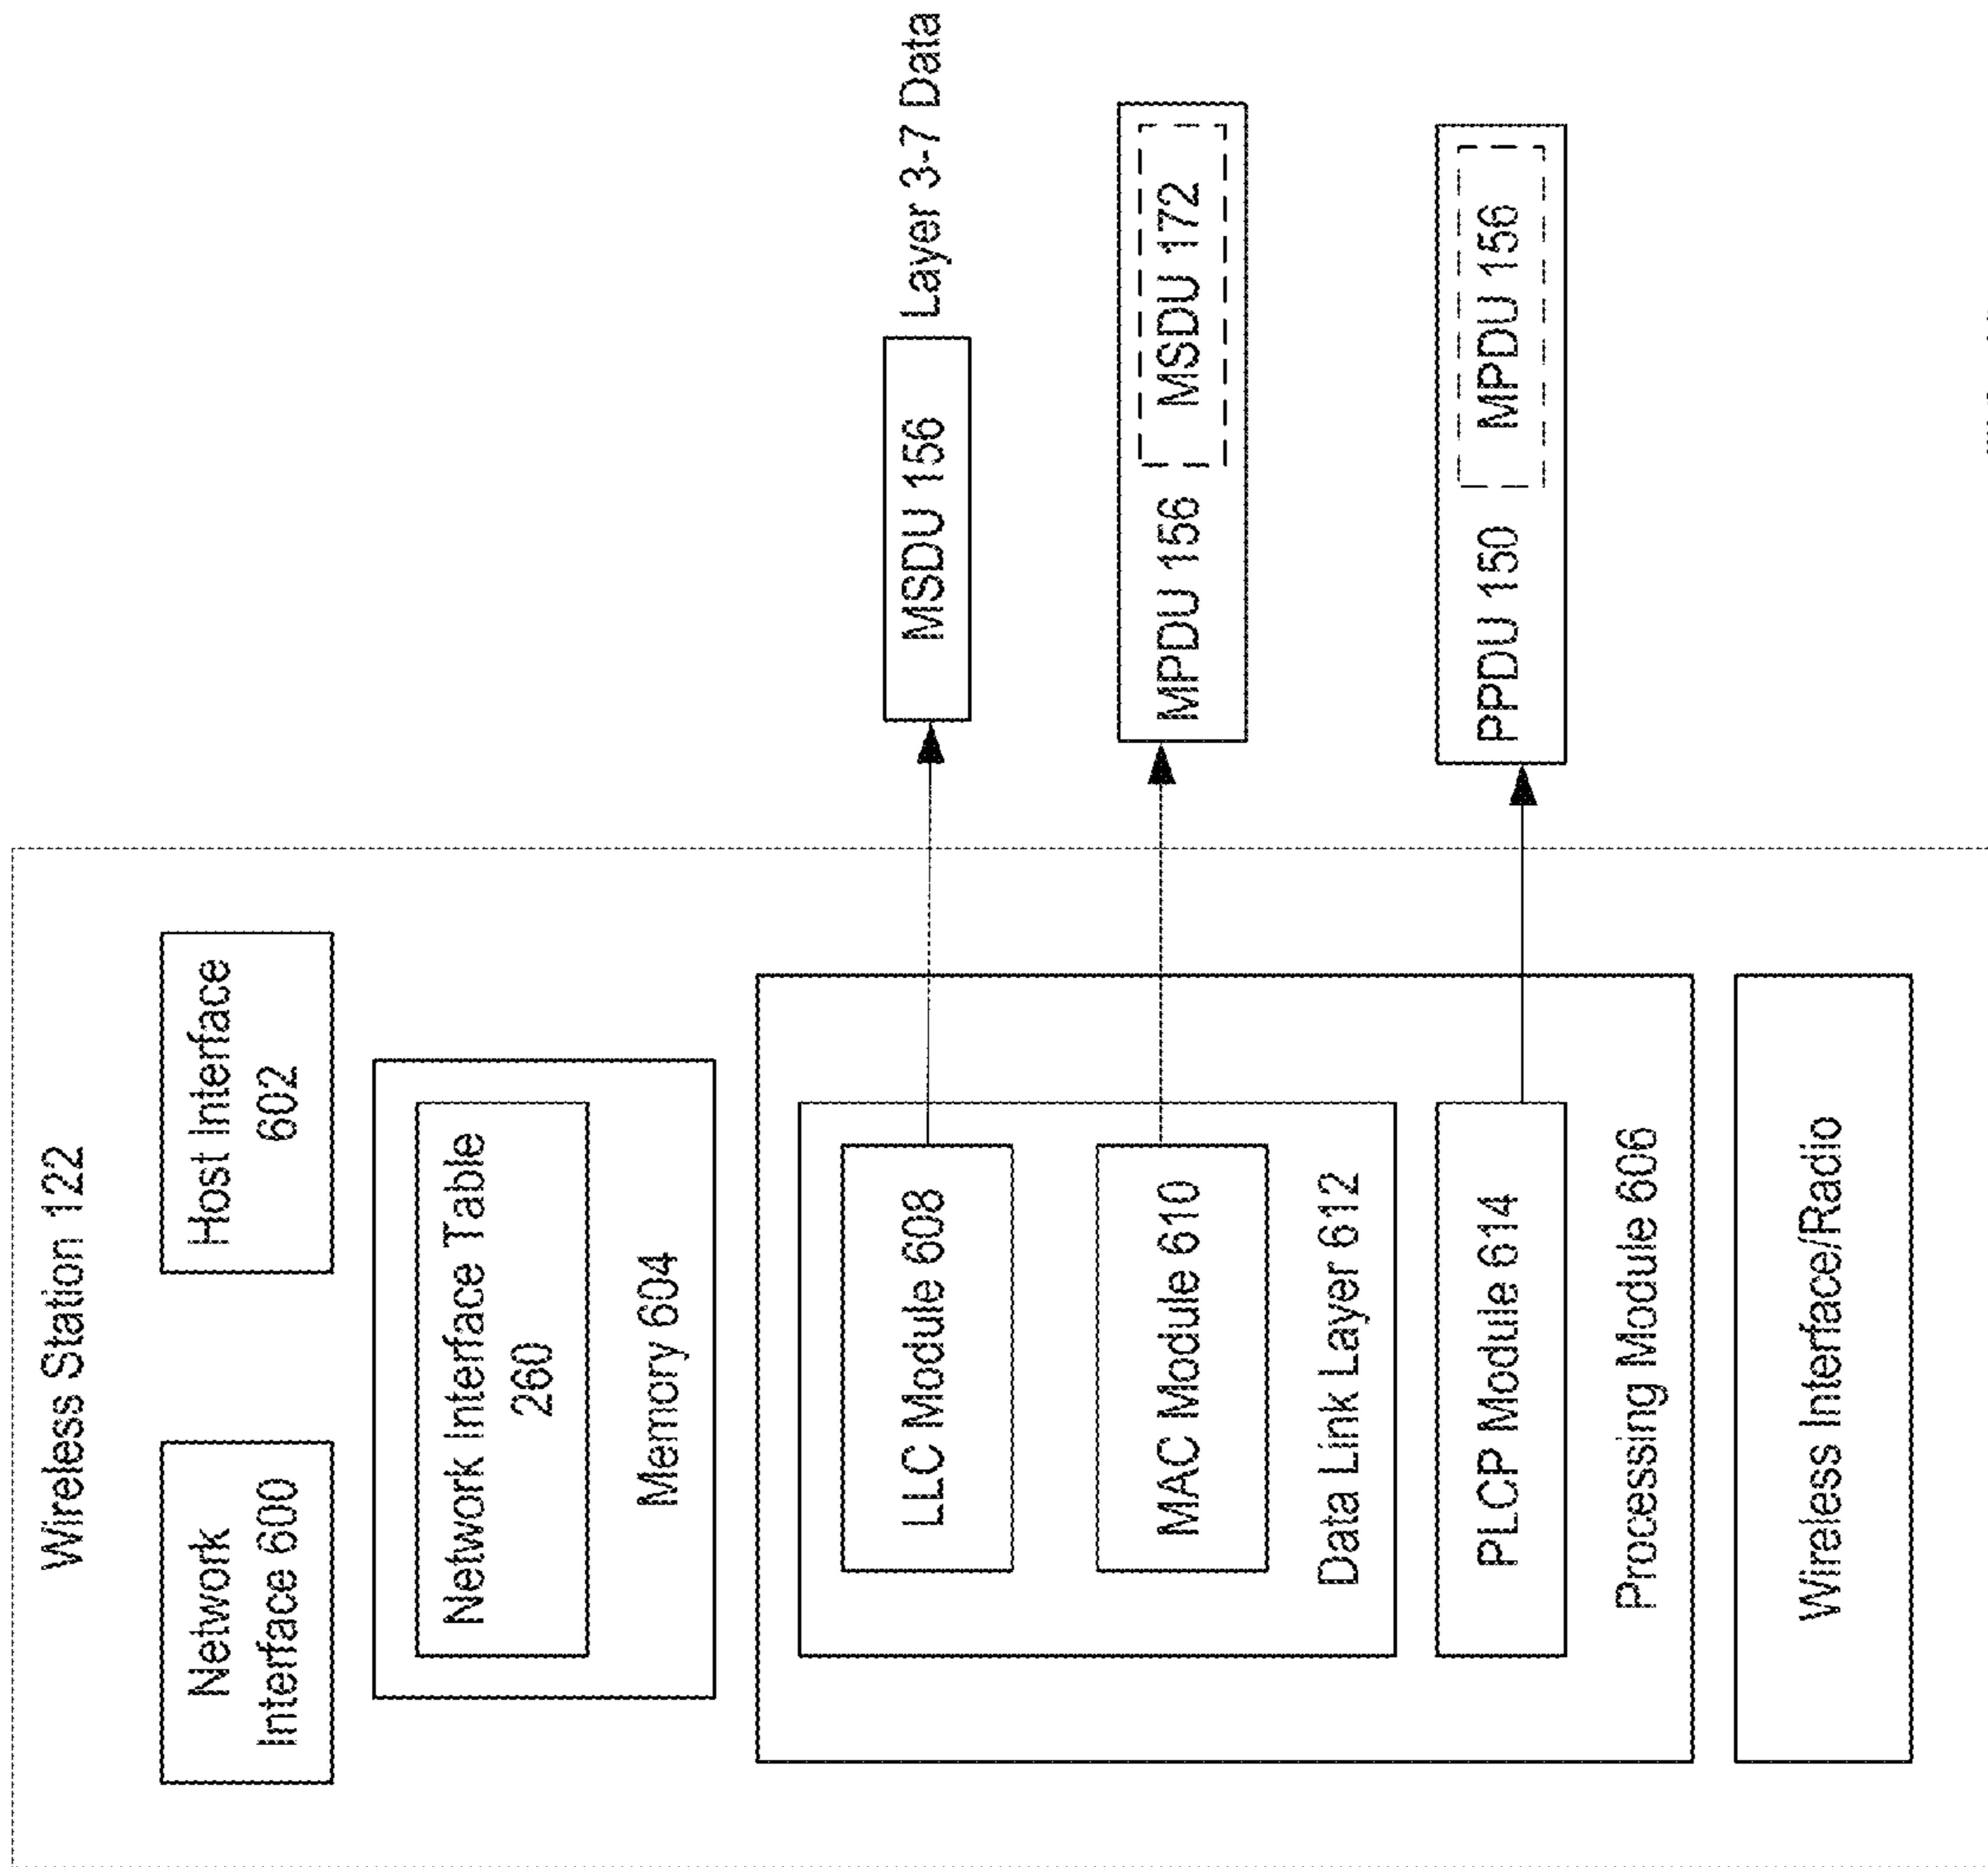 Wireless Station 122
Network
Interface 600
Host Interface
602
Network Interface Table
260
Memory 604
LLC Module 608
MAC Module 610
Data Link Layer 612
PLCP Module 614
Processing Module 606
Wireless Interface/Radio
MSDU 156
Layer 3-7 Data
MPDU 156
MSDU 172
PPDU 150
MPDU 156